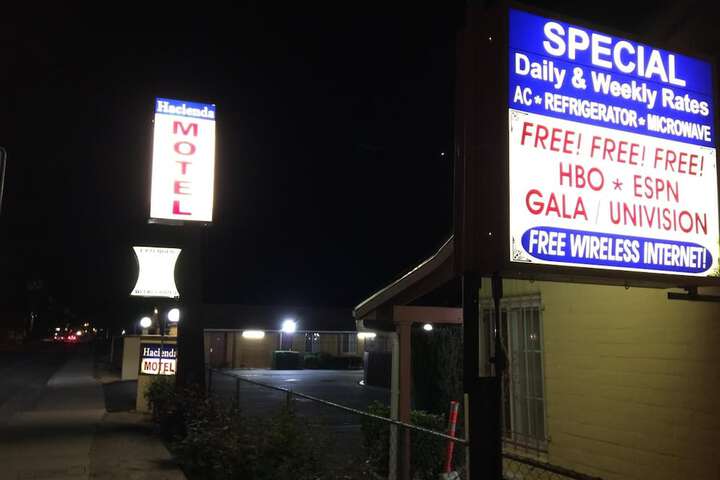 Hacienda
MOTEL
Hacienda
MOTEL
SPECIAL
Daily & Weekly Rates
AC * REFRIGERATOR * MICROWAVE
FREE! FREE! FREE!
HBO * ESPN
GALA / UNIVISION
FREE WIRELESS INTERNET!